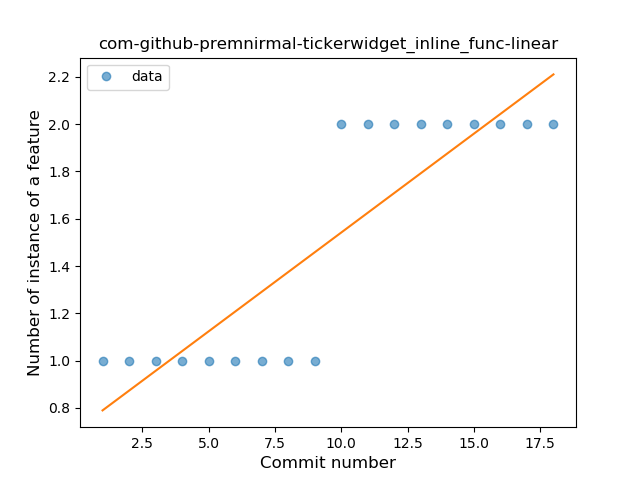 com-github-premnirmal-tickerwidget_inline_func-linear
data
Number of instance of a feature
2.2
2.0
1.8
1.6
1.4
1.2
1.0
0.8
2.5 5.0 7.5 10.0 12.5 15.0 17.5
Commit number